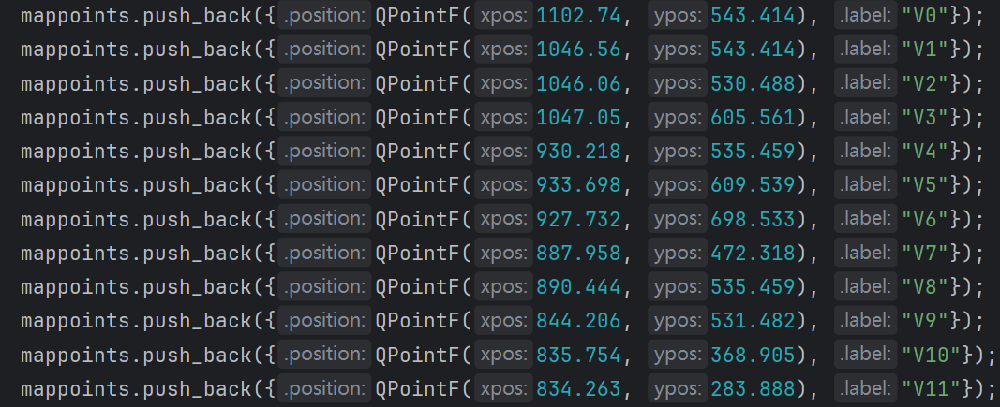 mappoints.push_back({ .position: QPointF( xpos: 1102.74, ypos: 543.414), .label: "V0"});
mappoints.push_back({ .position: QPointF( xpos: 1046.56, ypos: 543.414), .label: "V1"});
mappoints.push_back({ .position: QPointF( xpos: 1046.06, ypos: 530.488), .label: "V2"});
mappoints.push_back({ .position: QPointF( xpos: 1047.05, ypos: 605.561), .label: "V3"});
mappoints.push_back({ .position: QPointF( xpos: 930.218, ypos: 535.459), .label: "V4"});
mappoints.push_back({ .position: QPointF( xpos: 933.698, ypos: 609.539), .label: "V5"});
mappoints.push_back({ .position: QPointF( xpos: 927.732, ypos: 698.533), .label: "V6"});
mappoints.push_back({ .position: QPointF( xpos: 887.958, ypos: 472.318), .label: "V7"});
mappoints.push_back({ .position: QPointF( xpos: 890.444, ypos: 535.459), .label: "V8"});
mappoints.push_back({ .position: QPointF( xpos: 844.206, ypos: 531.482), .label: "V9"});
mappoints.push_back({ .position: QPointF( xpos: 835.754, ypos: 368.905), .label: "V10"});
mappoints.push_back({ .position: QPointF( xpos: 834.263, ypos: 283.888), .label: "V11"});